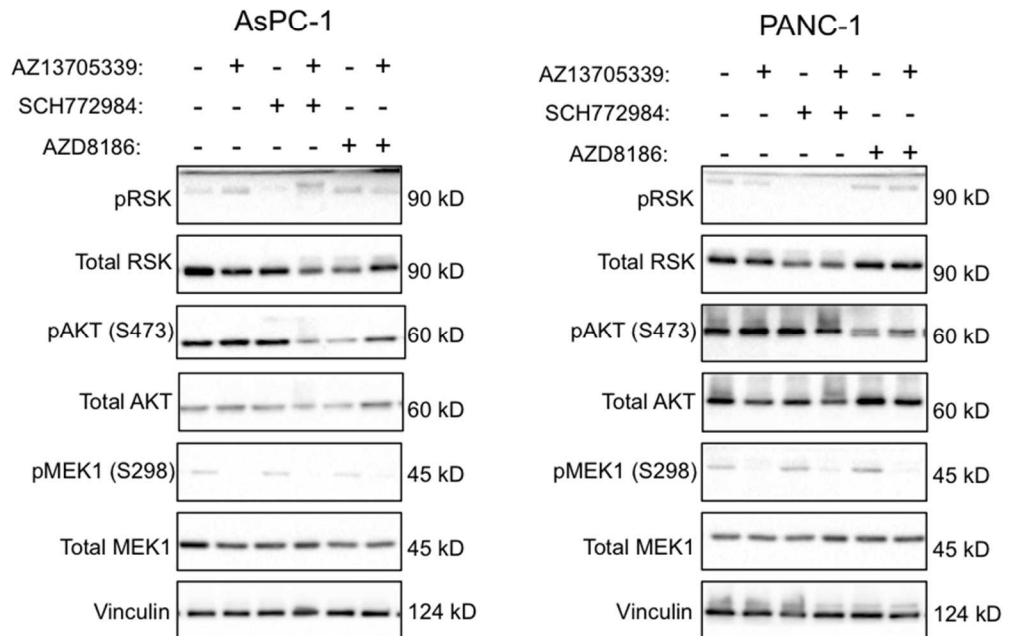 AsPC-1
AZ13705339: - + - + - +
SCH772984: - - + + - -
AZD8186: - - - - + +
pRSK 90 kD
Total RSK 90 kD
pAKT (S473) 60 kD
Total AKT 60 kD
pMEK1 (S298) 45 kD
Total MEK1 45 kD
Vinculin 124 kD
PANC-1
AZ13705339: - + - + - +
SCH772984: - - + + - -
AZD8186: - - - - + +
pRSK 90 kD
Total RSK 90 kD
pAKT (S473) 60 kD
Total AKT 60 kD
pMEK1 (S298) 45 kD
Total MEK1 45 kD
Vinculin 124 kD